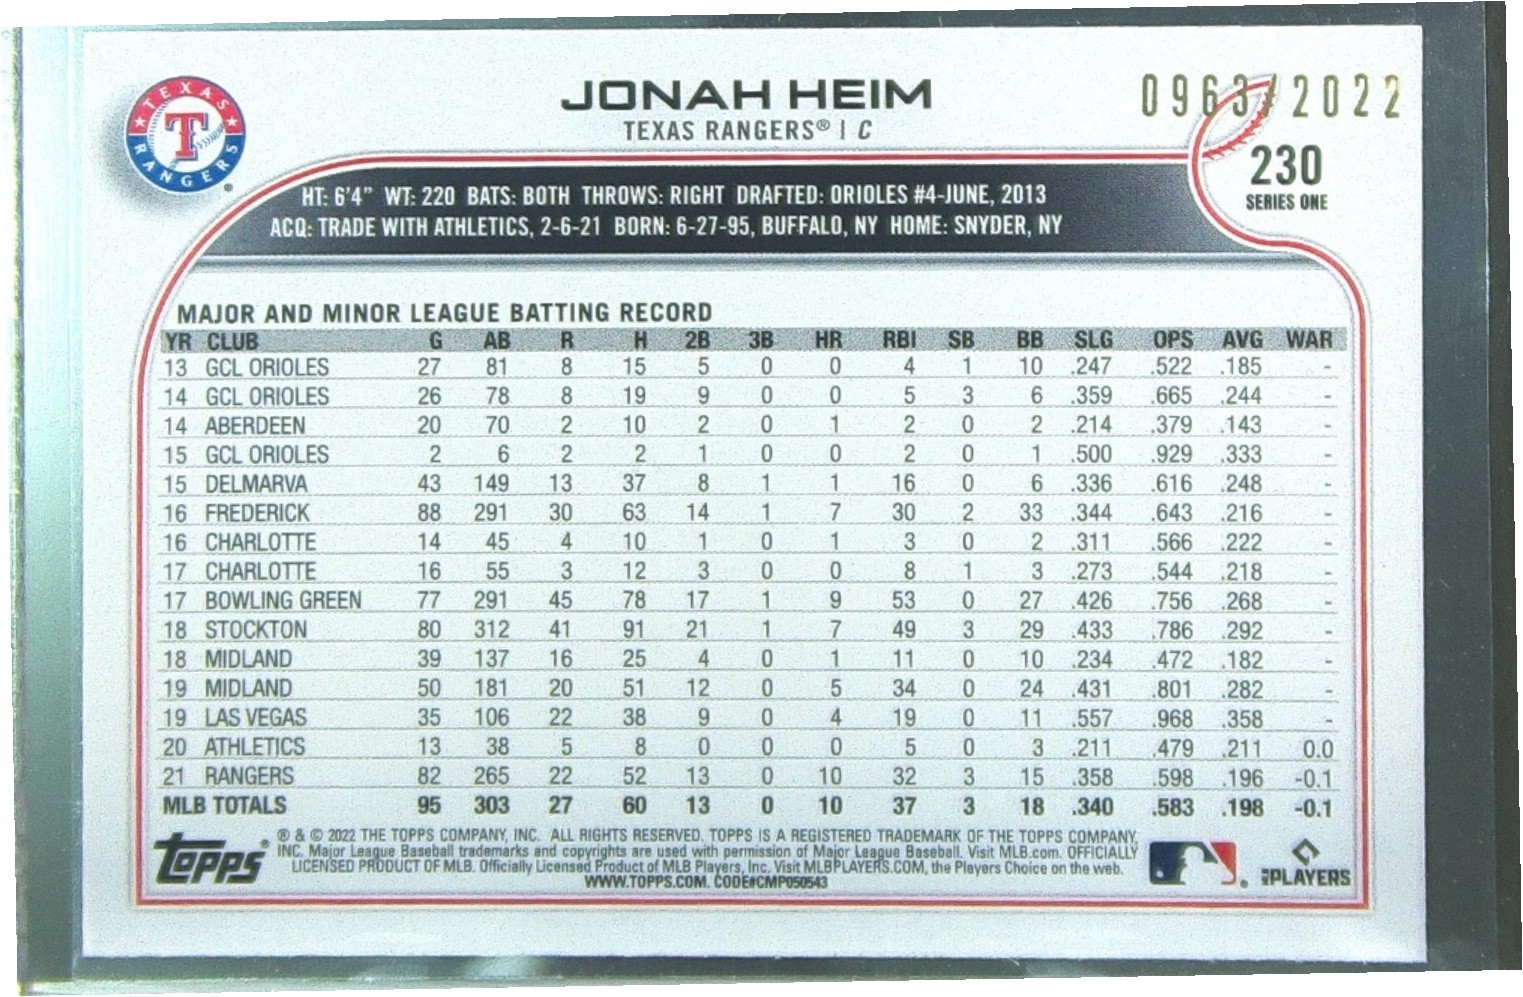 TEXAS RANGERS
T
JONAH HEIM
TEXAS RANGERS® | C
0963/2022
230
SERIES ONE
HT: 6'4" WT: 220 BATS: BOTH THROWS: RIGHT DRAFTED: ORIOLES #4-JUNE, 2013
ACQ: TRADE WITH ATHLETICS, 2-6-21 BORN: 6-27-95, BUFFALO, NY HOME: SNYDER, NY
MAJOR AND MINOR LEAGUE BATTING RECORD
YR CLUB G AB R H 2B 3B HR RBI SB BB SLG OPS AVG WAR
13 GCL ORIOLES 27 81 8 15 5 0 0 4 1 10 .247 .522 .185 -
14 GCL ORIOLES 26 78 8 19 9 0 0 5 3 6 .359 .665 .244 -
14 ABERDEEN 20 70 2 10 2 0 1 2 0 2 .214 .379 .143 -
15 GCL ORIOLES 2 6 2 2 1 0 0 2 0 1 .500 .929 .333 -
15 DELMARVA 43 149 13 37 8 1 1 16 0 6 .336 .616 .248 -
16 FREDERICK 88 291 30 63 14 1 7 30 2 33 .344 .643 .216 -
16 CHARLOTTE 14 45 4 10 1 0 1 3 0 2 .311 .566 .222 -
17 CHARLOTTE 16 55 3 12 3 0 0 8 1 3 .273 .544 .218 -
17 BOWLING GREEN 77 291 45 78 17 1 9 53 0 27 .426 .756 .268 -
18 STOCKTON 80 312 41 91 21 1 7 49 3 29 .433 .786 .292 -
18 MIDLAND 39 137 16 25 4 0 1 11 0 10 .234 .472 .182 -
19 MIDLAND 50 181 20 51 12 0 5 34 0 24 .431 .801 .282 -
19 LAS VEGAS 35 106 22 38 9 0 4 19 0 11 .557 .968 .358 -
20 ATHLETICS 13 38 5 8 0 0 0 5 0 3 .211 .479 .211 0.0
21 RANGERS 82 265 22 52 13 0 10 32 3 15 .358 .598 .196 -0.1
MLB TOTALS 95 303 27 60 13 0 10 37 3 18 .340 .583 .198 -0.1
TOPPS®
® & © 2022 THE TOPPS COMPANY, INC. ALL RIGHTS RESERVED. TOPPS IS A REGISTERED TRADEMARK OF THE TOPPS COMPANY,
INC. Major League Baseball trademarks and copyrights are used with permission of Major League Baseball. Visit MLB.com. OFFICIALLY
LICENSED PRODUCT OF MLB. Officially Licensed Product of MLB Players, Inc. Visit MLBPLAYERS.COM, the Players Choice on the web.
WWW.TOPPS.COM. CODE#CMP050543
MLB PLAYERS